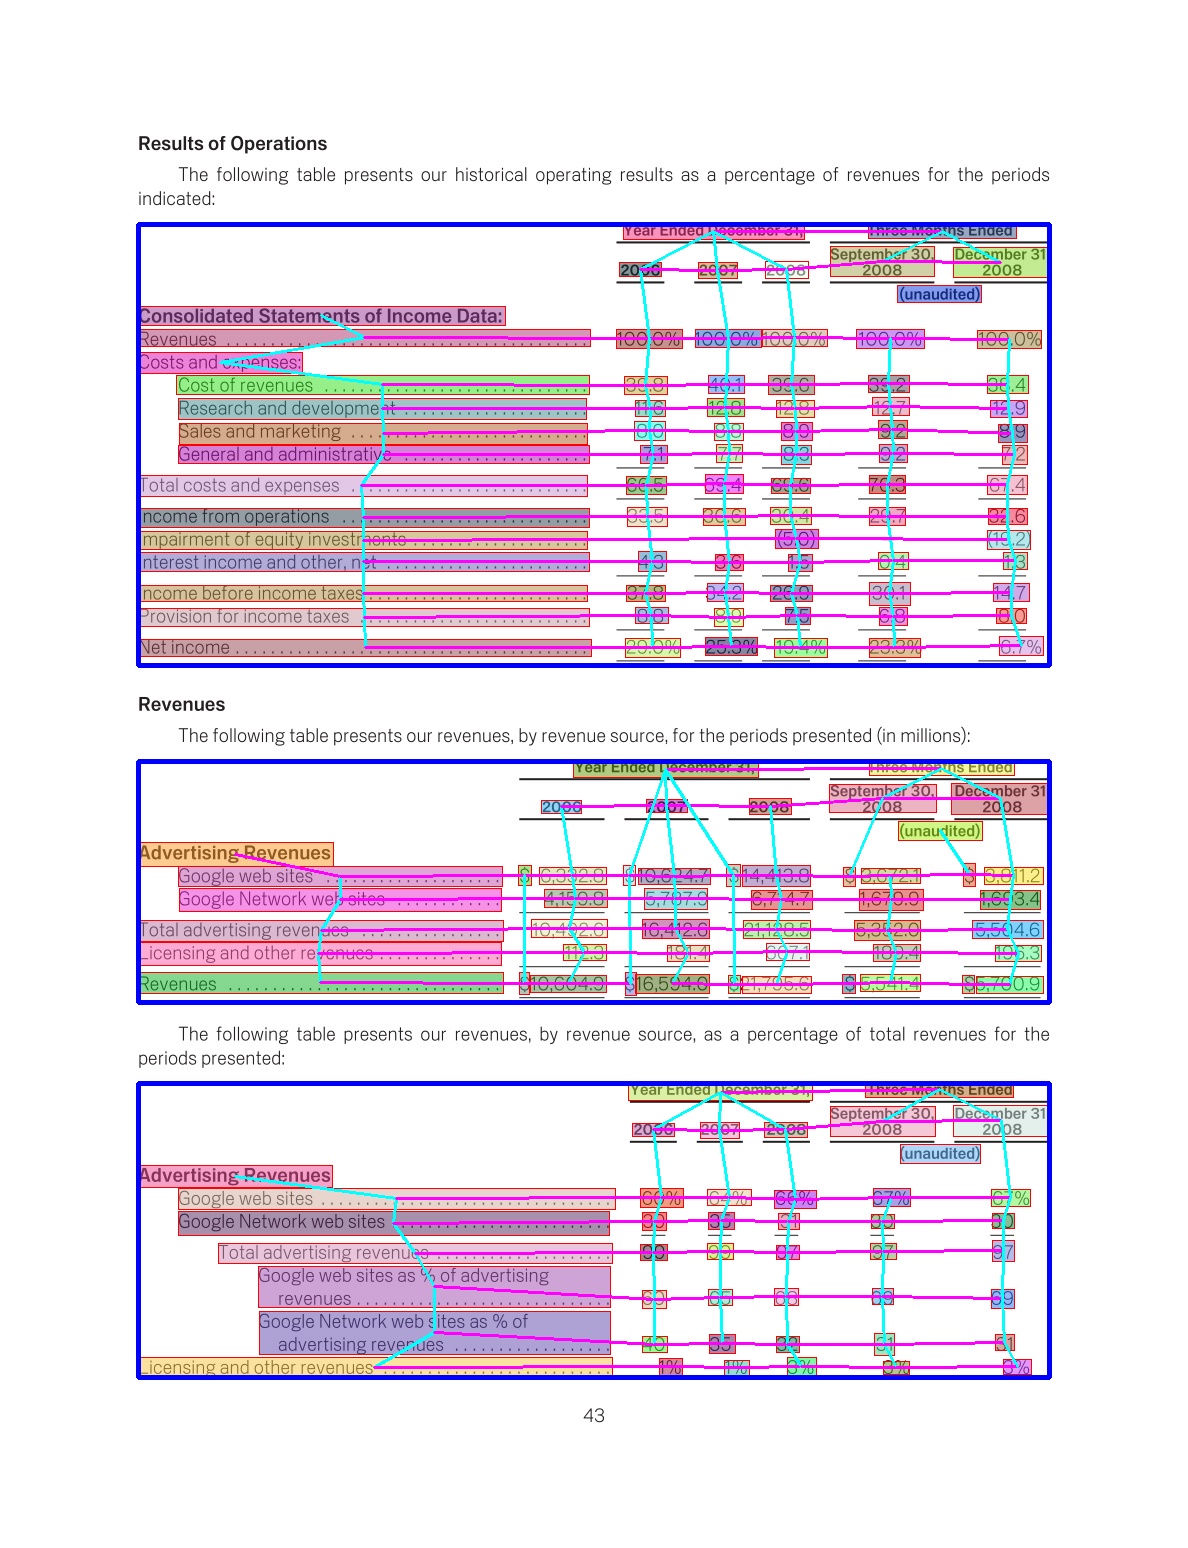 Results of Operations
The following table presents our historical operating results as a percentage of revenues for the periods
indicated:
Year Ended December 31, Three Months Ended
2006 2007 2008 September 30, 2008 December 31 2008
(unaudited)
Consolidated Statements of Income Data:
Revenues 100.0% 100.0% 100.0% 100.0% 100.0%
Costs and expenses:
Cost of revenues 39.8 40.1 39.6 39.2 38.4
Research and development 11.6 12.8 12.8 12.7 12.9
Sales and marketing 8.0 8.8 8.9 9.2 8.9
General and administrative 7.1 7.7 8.3 9.2 7.2
Total costs and expenses 66.5 69.4 69.6 70.3 67.4
Income from operations 33.5 30.6 30.4 29.7 32.6
Impairment of equity investments (5.0) (19.2)
Interest income and other, net 4.3 3.6 1.5 0.4 1.3
Income before income taxes 37.8 34.2 26.9 30.1 14.7
Provision for income taxes 8.8 8.9 7.5 6.8 8.0
Net income 29.0% 25.3% 19.4% 23.3% 6.7%
Revenues
The following table presents our revenues, by revenue source, for the periods presented (in millions):
Year Ended December 31, Three Months Ended
2006 2007 2008 September 30, 2008 December 31 2008
(unaudited)
Advertising Revenues
Google web sites $ 6,332.8 $ 10,624.7 $ 14,413.8 $ 3,672.1 $ 3,811.2
Google Network web sites 4,159.8 5,787.9 6,714.7 1,679.9 1,693.4
Total advertising revenues 10,492.6 16,412.6 21,128.5 5,352.0 5,504.6
Licensing and other revenues 112.3 181.4 667.1 189.4 196.3
Revenues $10,604.9 $16,594.0 $21,795.6 $ 5,541.4 $5,700.9
The following table presents our revenues, by revenue source, as a percentage of total revenues for the
periods presented:
Year Ended December 31, Three Months Ended
2006 2007 2008 September 30, 2008 December 31 2008
(unaudited)
Advertising Revenues
Google web sites 60% 64% 66% 67% 67%
Google Network web sites 39 35 31 30 30
Total advertising revenues 99 99 97 97 97
Google web sites as % of advertising
revenues 60 65 68 69 69
Google Network web sites as % of
advertising revenues 40 35 32 31 31
Licensing and other revenues 1% 1% 3% 3% 3%
43